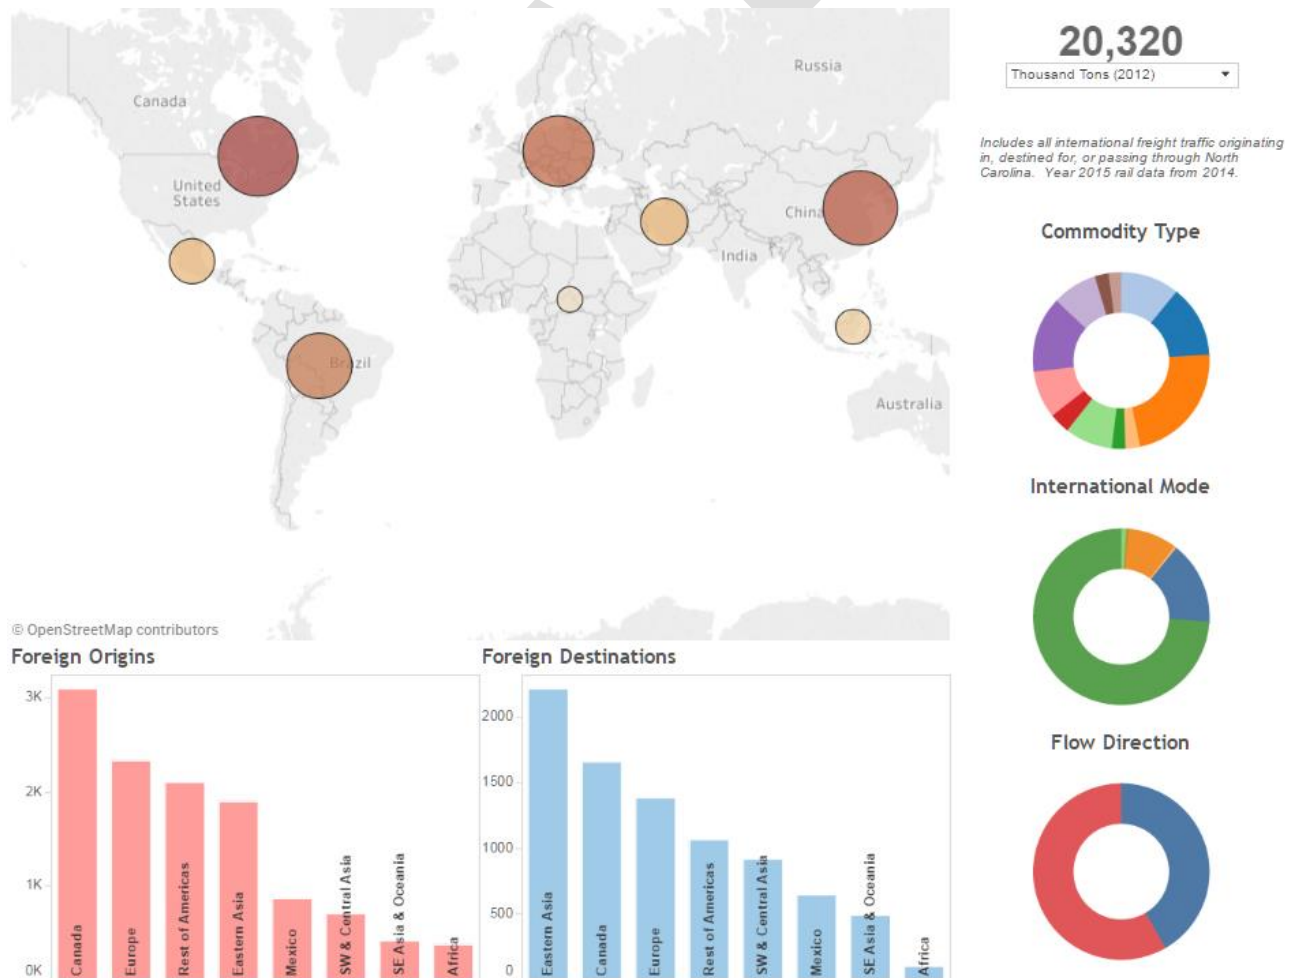 Canada
United
States
Brazil
Russia
China
India
Australia
© OpenStreetMap contributors
20,320
Thousand Tons (2012)
Includes all international freight traffic originating
in, destined for, or passing through North
Carolina. Year 2015 rail data from 2014.
Commodity Type
International Mode
Flow Direction
Foreign Origins
3K
2K
1K
0K
Canada
Europe
Rest of Americas
Eastern Asia
Mexico
SW & Central Asia
SE Asia & Oceania
Africa
Foreign Destinations
2000
1500
1000
500
0
Eastern Asia
Canada
Europe
Rest of Americas
SW & Central Asia
Mexico
SE Asia & Oceania
Africa